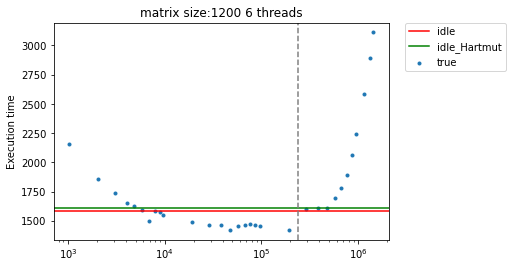 matrix size:1200 6 threads
idle
idle_Hartmut
true
Execution time
3000
2750
2500
2250
2000
1750
1500
10³
10⁴
10⁵
10⁶